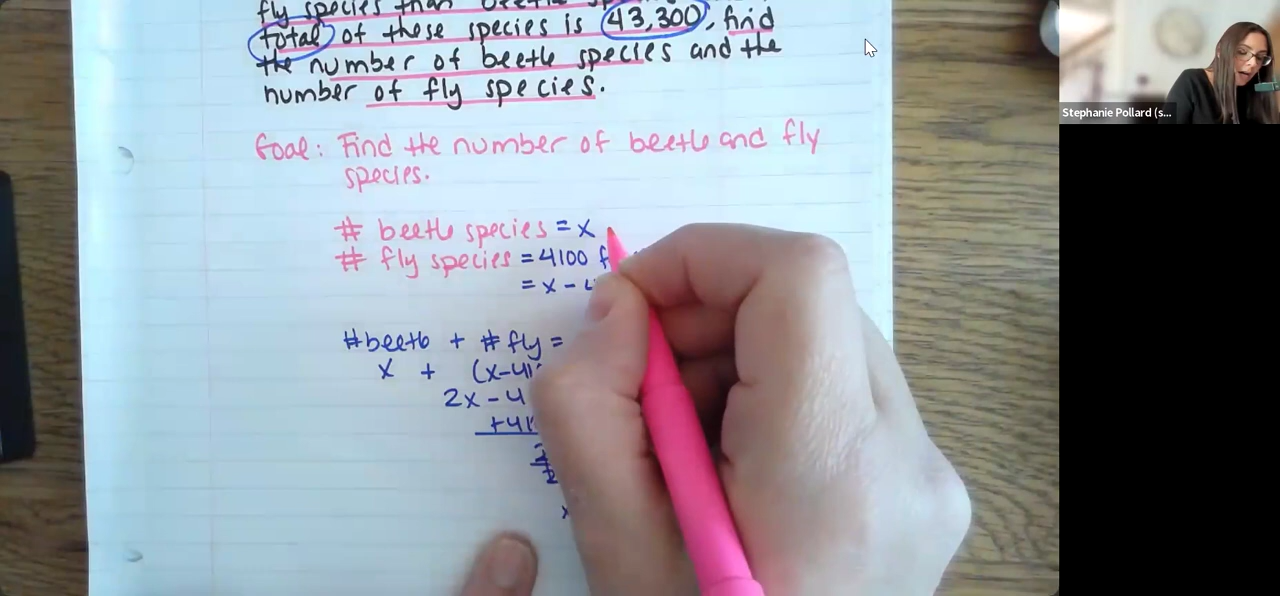 fly species than beetle
total of these species is 43,300, find
the number of beetle species and the
number of fly species.
Goal: Find the number of beetle and fly
species.
# beetle species = x
# fly species = 4100 f
= x -
#beetle + #fly =
x + (x-41
2x - 4
+41
2
2
x
Stephanie Pollard (s...